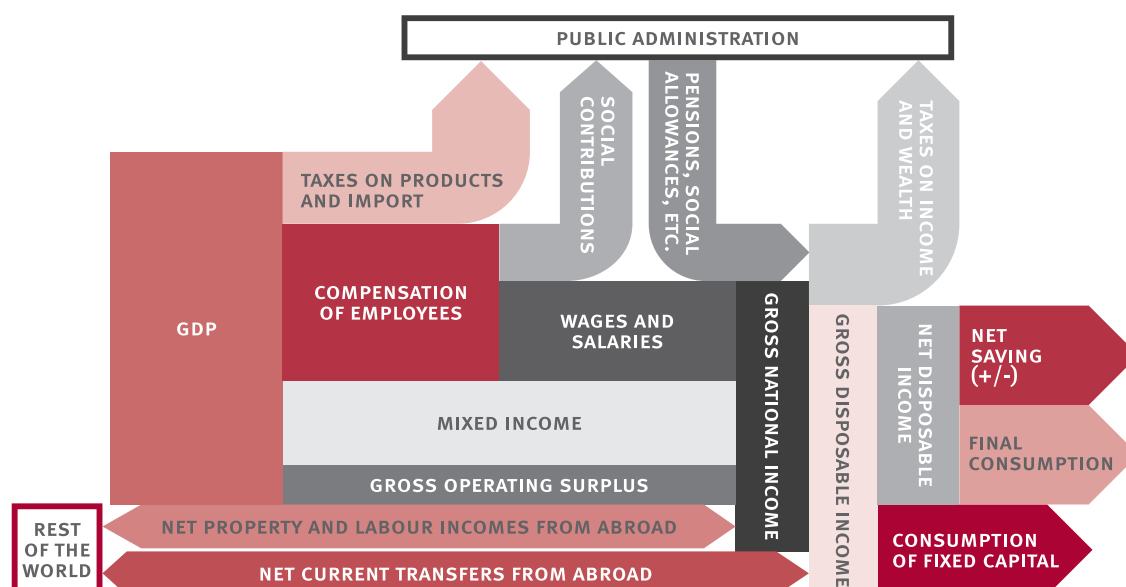 PUBLIC ADMINISTRATION
SOCIAL
CONTRIBUTIONS
PENSIONS, SOCIAL
ALLOWANCES, ETC.
TAXES ON INCOME
AND WEALTH
TAXES ON PRODUCTS
AND IMPORT
GDP
COMPENSATION
OF EMPLOYEES
WAGES AND
SALARIES
GROSS NATIONAL INCOME
GROSS DISPOSABLE INCOME
NET DISPOSABLE
INCOME
NET
SAVING
(+/-)
MIXED INCOME
FINAL
CONSUMPTION
GROSS OPERATING SURPLUS
REST
OF THE
WORLD
NET PROPERTY AND LABOUR INCOMES FROM ABROAD
CONSUMPTION
OF FIXED CAPITAL
NET CURRENT TRANSFERS FROM ABROAD